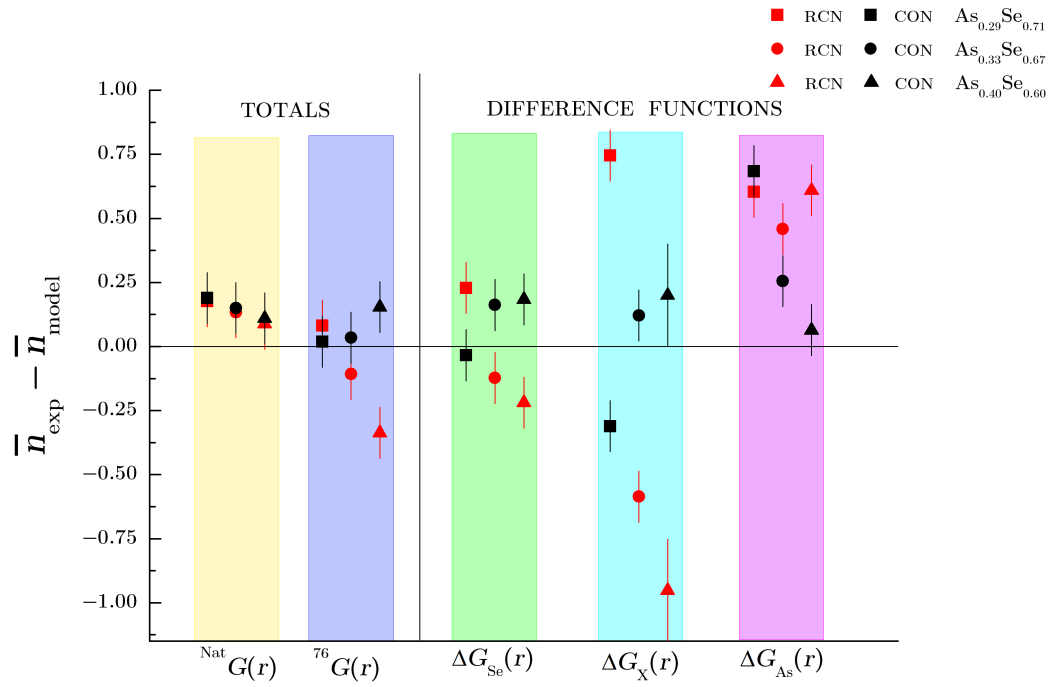 RCN CON As0.29Se0.71
RCN CON As0.33Se0.67
RCN CON As0.40Se0.60
TOTALS DIFFERENCE FUNCTIONS
1.00
0.75
0.50
0.25
0.00
−0.25
−0.50
−0.75
−1.00
n̅exp − n̅model
NatG(r) 76G(r) ΔGSe(r) ΔGX(r) ΔGAs(r)